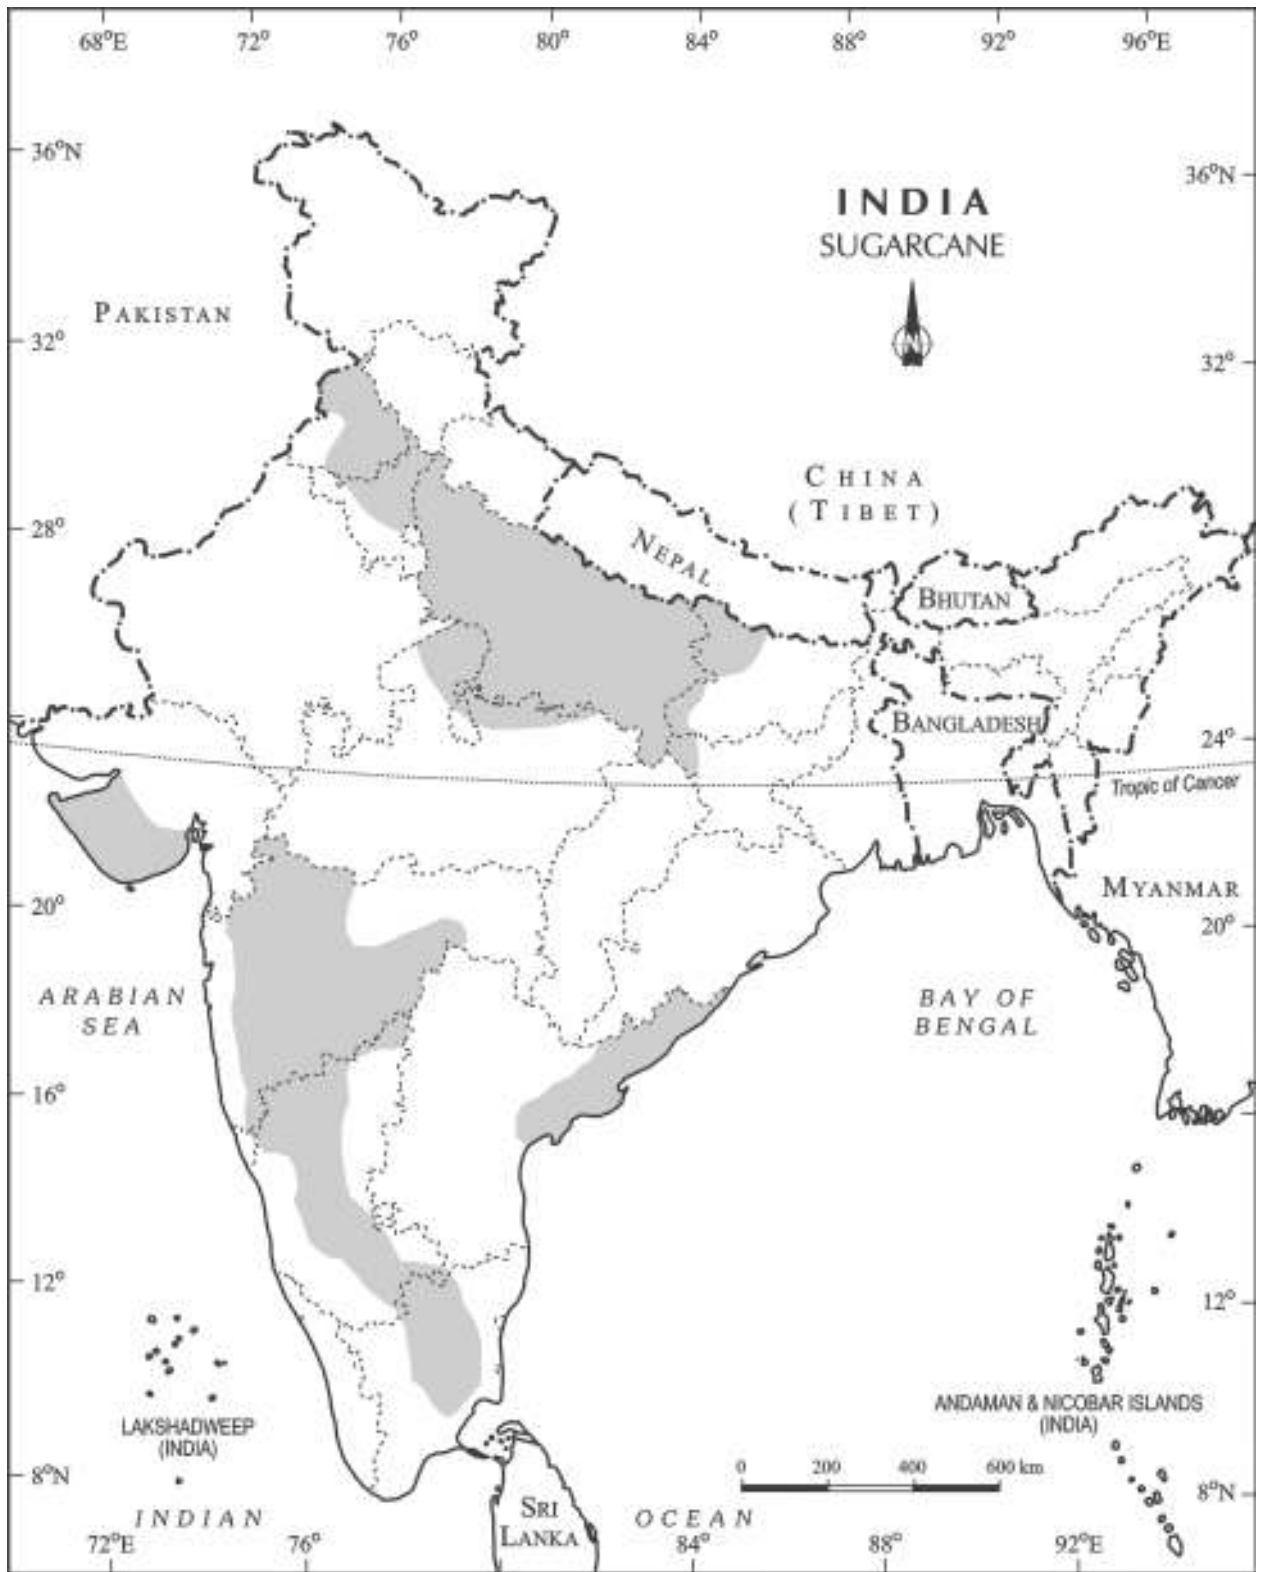 68°E 72° 76° 80° 84° 88° 92° 96°E
36°N
36°N
INDIA
SUGARCANE
N
PAKISTAN
32°
32°
CHINA
(TIBET)
28°
NEPAL
BHUTAN
BANGLADESH
24°
Tropic of Cancer
MYANMAR
20°
20°
ARABIAN
SEA
BAY OF
BENGAL
16°
12°
12°
LAKSHADWEEP
(INDIA)
ANDAMAN & NICOBAR ISLANDS
(INDIA)
0 200 400 600 km
8°N
8°N
INDIAN
SRI
LANKA
OCEAN
72°E 76° 84° 88° 92°E